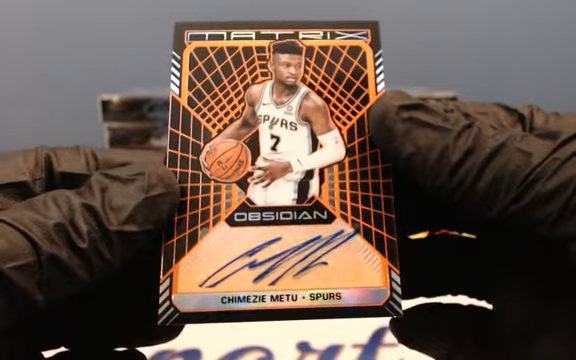 MATRIX
SPURS
7
OBSIDIAN
CHIMEZIE METU • SPURS